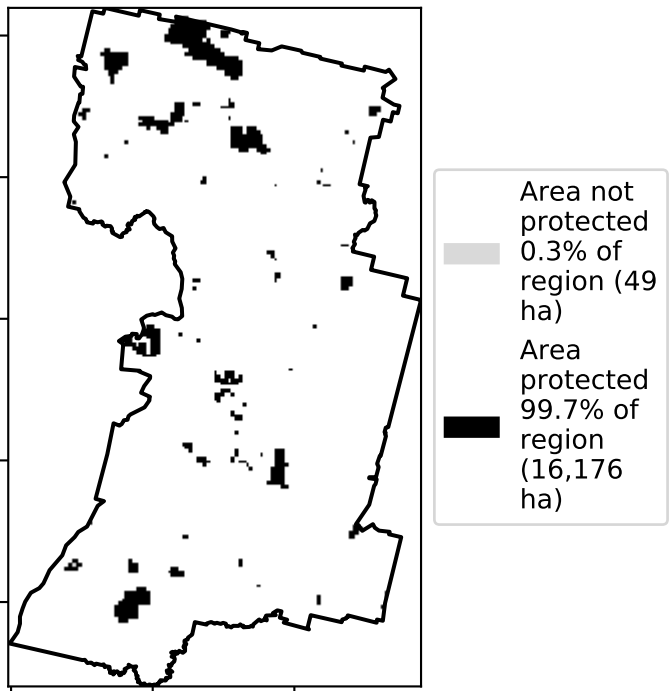 Area not
protected
0.3% of
region (49
ha)
Area
protected
99.7% of
region
(16,176
ha)